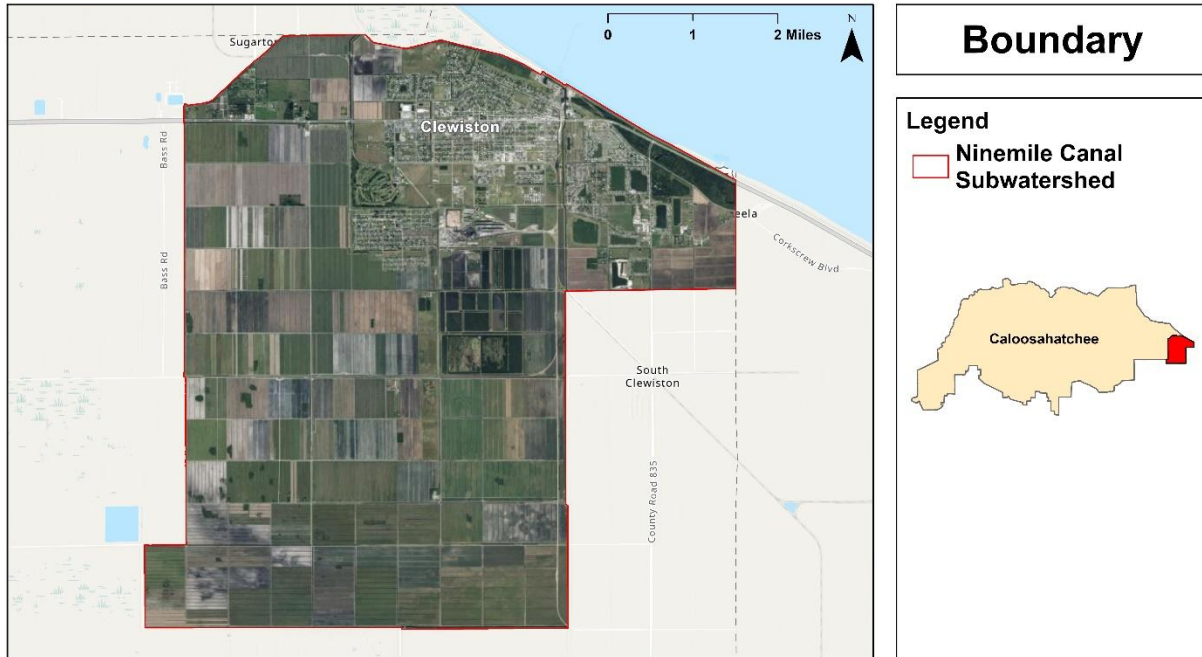 Sugarton
N
0 1 2 Miles
Clewiston
Bass Rd
Bass Rd
eela
Corkscrew Blvd
South
Clewiston
County Road 835
Boundary
Legend
Ninemile Canal
Subwatershed
Caloosahatchee